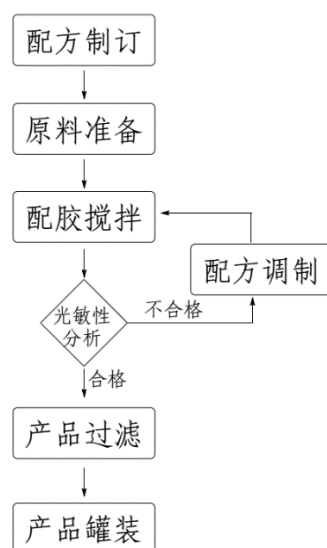 配方制订
原料准备
配胶搅拌
配方调制
光敏性
分析
不合格
合格
产品过滤
产品罐装